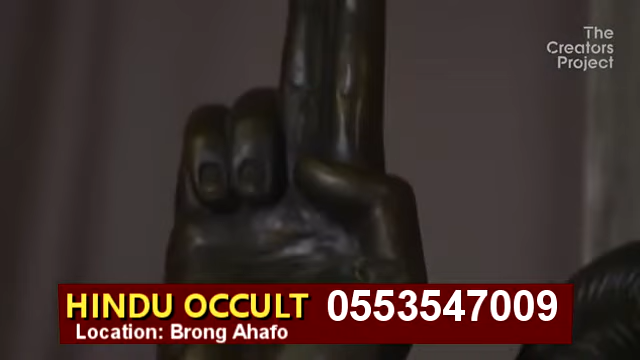 The
Creators
Project
HINDU OCCULT 0553547009
Location: Brong Ahafo